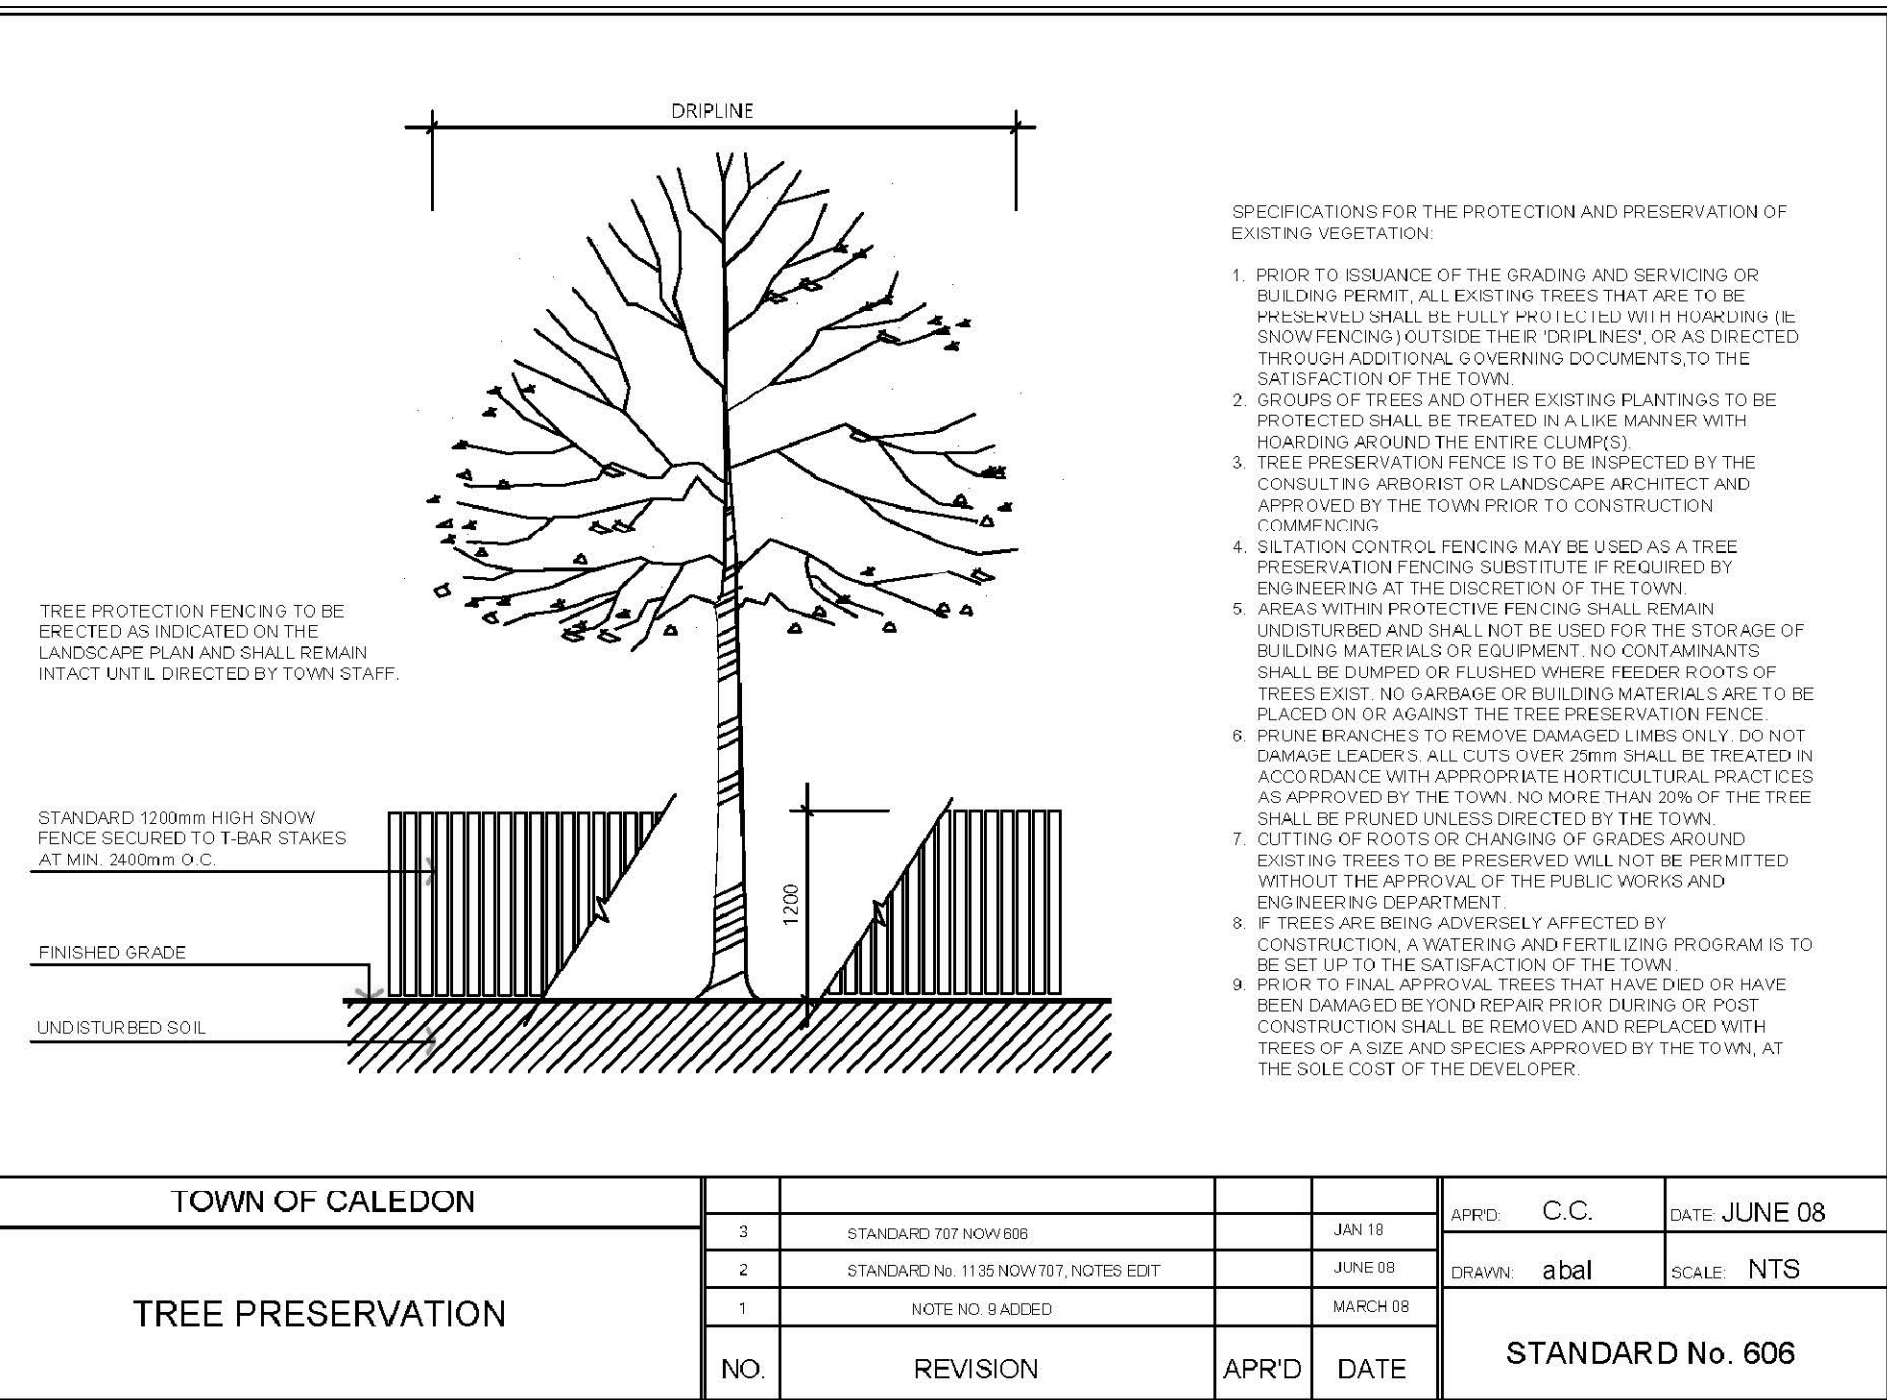 DRIPLINE
SPECIFICATIONS FOR THE PROTECTION AND PRESERVATION OF
EXISTING VEGETATION:
1. PRIOR TO ISSUANCE OF THE GRADING AND SERVICING OR
BUILDING PERMIT, ALL EXISTING TREES THAT ARE TO BE
PRESERVED SHALL BE FULLY PROTECTED WITH HOARDING (IE
SNOW FENCING) OUTSIDE THEIR 'DRIPLINES', OR AS DIRECTED
THROUGH ADDITIONAL GOVERNING DOCUMENTS,TO THE
SATISFACTION OF THE TOWN.
2. GROUPS OF TREES AND OTHER EXISTING PLANTINGS TO BE
PROTECTED SHALL BE TREATED IN A LIKE MANNER WITH
HOARDING AROUND THE ENTIRE CLUMP(S).
3. TREE PRESERVATION FENCE IS TO BE INSPECTED BY THE
CONSULTING ARBORIST OR LANDSCAPE ARCHITECT AND
APPROVED BY THE TOWN PRIOR TO CONSTRUCTION
COMMENCING
4. SILTATION CONTROL FENCING MAY BE USED AS A TREE
PRESERVATION FENCING SUBSTITUTE IF REQUIRED BY
ENGINEERING AT THE DISCRETION OF THE TOWN.
5. AREAS WITHIN PROTECTIVE FENCING SHALL REMAIN
UNDISTURBED AND SHALL NOT BE USED FOR THE STORAGE OF
BUILDING MATERIALS OR EQUIPMENT. NO CONTAMINANTS
SHALL BE DUMPED OR FLUSHED WHERE FEEDER ROOTS OF
TREES EXIST. NO GARBAGE OR BUILDING MATERIALS ARE TO BE
PLACED ON OR AGAINST THE TREE PRESERVATION FENCE.
6. PRUNE BRANCHES TO REMOVE DAMAGED LIMBS ONLY. DO NOT
DAMAGE LEADERS. ALL CUTS OVER 25mm SHALL BE TREATED IN
ACCORDANCE WITH APPROPRIATE HORTICULTURAL PRACTICES
AS APPROVED BY THE TOWN. NO MORE THAN 20% OF THE TREE
SHALL BE PRUNED UNLESS DIRECTED BY THE TOWN.
7. CUTTING OF ROOTS OR CHANGING OF GRADES AROUND
EXISTING TREES TO BE PRESERVED WILL NOT BE PERMITTED
WITHOUT THE APPROVAL OF THE PUBLIC WORKS AND
ENGINEERING DEPARTMENT.
8. IF TREES ARE BEING ADVERSELY AFFECTED BY
CONSTRUCTION, A WATERING AND FERTILIZING PROGRAM IS TO
BE SET UP TO THE SATISFACTION OF THE TOWN.
9. PRIOR TO FINAL APPROVAL TREES THAT HAVE DIED OR HAVE
BEEN DAMAGED BEYOND REPAIR PRIOR DURING OR POST
CONSTRUCTION SHALL BE REMOVED AND REPLACED WITH
TREES OF A SIZE AND SPECIES APPROVED BY THE TOWN, AT
THE SOLE COST OF THE DEVELOPER.
TREE PROTECTION FENCING TO BE
ERECTED AS INDICATED ON THE
LANDSCAPE PLAN AND SHALL REMAIN
INTACT UNTIL DIRECTED BY TOWN STAFF.
STANDARD 1200mm HIGH SNOW
FENCE SECURED TO T-BAR STAKES
AT MIN. 2400mm O.C.
1200
FINISHED GRADE
UNDISTURBED SOIL
TOWN OF CALEDON
TREE PRESERVATION
3 STANDARD 707 NOW 606 JAN 18
2 STANDARD No. 1135 NOW 707, NOTES EDIT JUNE 08
1 NOTE NO. 9 ADDED MARCH 08
NO. REVISION APR'D DATE
APR'D: C.C. DATE: JUNE 08
DRAWN: abal SCALE: NTS
STANDARD No. 606